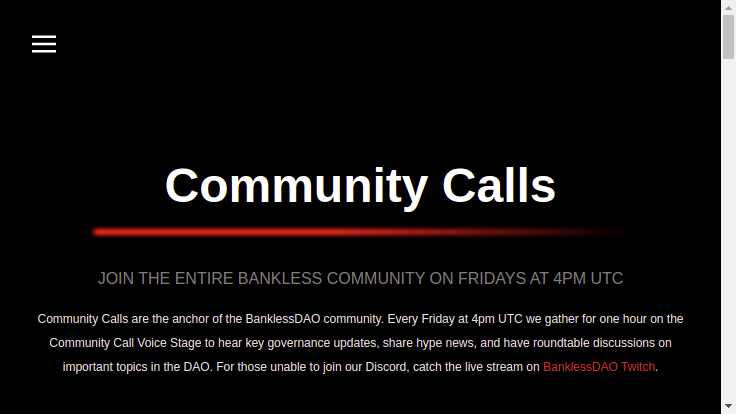 Community Calls
JOIN THE ENTIRE BANKLESS COMMUNITY ON FRIDAYS AT 4PM UTC
Community Calls are the anchor of the BanklessDAO community. Every Friday at 4pm UTC we gather for one hour on the
Community Call Voice Stage to hear key governance updates, share hype news, and have roundtable discussions on
important topics in the DAO. For those unable to join our Discord, catch the live stream on BanklessDAO Twitch.